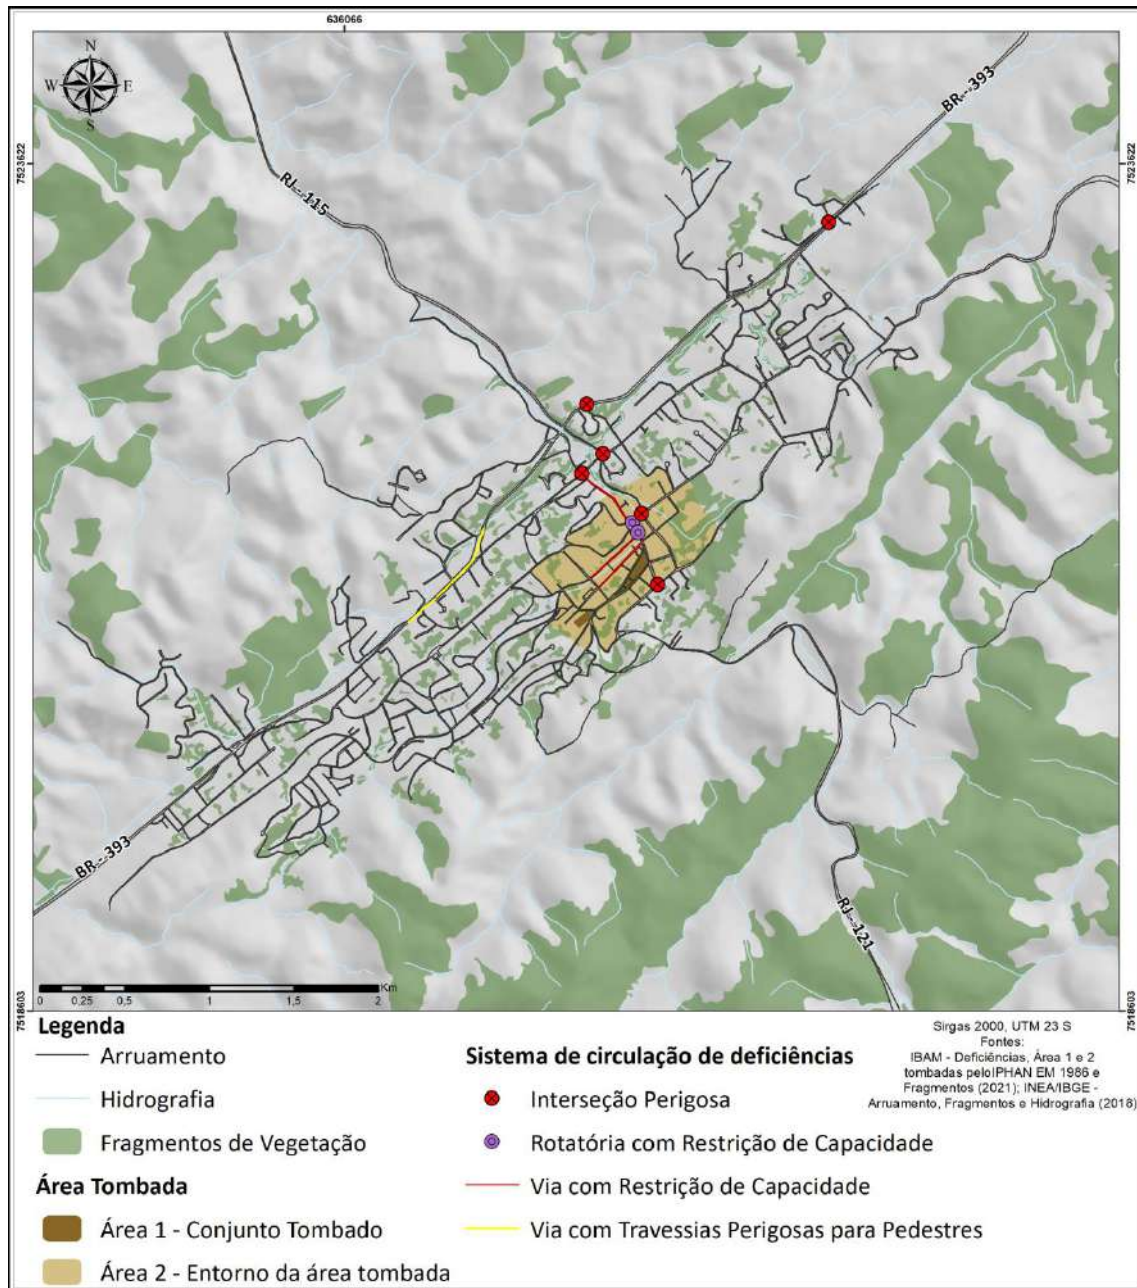 636066
N
W E
S
BR - 393
7523622
7523622
RJ - 115
BR - 393
RJ - 121
7518603
7518603
Km
0 0,25 0,5 1 1,5 2
Legenda
Arruamento
Hidrografia
Fragmentos de Vegetação
Área Tombada
Área 1 - Conjunto Tombado
Área 2 - Entorno da área tombada
Sistema de circulação de deficiências
Interseção Perigosa
Rotatória com Restrição de Capacidade
Via com Restrição de Capacidade
Via com Travessias Perigosas para Pedestres
Sirgas 2000, UTM 23 S
Fontes:
IBAM - Deficiências, Área 1 e 2
tombadas peloIPHAN EM 1986 e
Fragmentos (2021); INEA/IBGE -
Arruamento, Fragmentos e Hidrografia (2018)